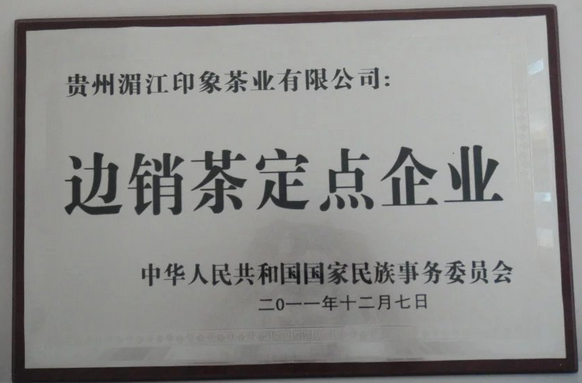 贵州湄江印象茶业有限公司:
边销茶定点企业
中华人民共和国国家民族事务委员会
二0一一年十二月七日